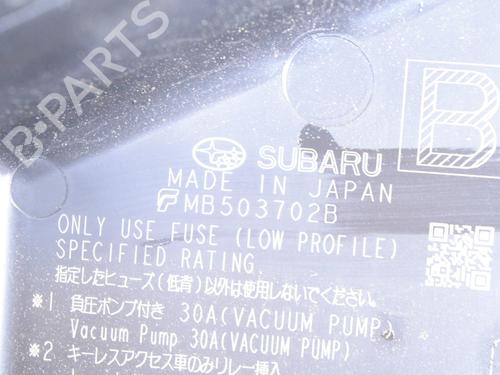 B-PARTS
B
SUBARU
MADE IN JAPAN
MB503702B
ONLY USE FUSE (LOW PROFILE)
SPECIFIED RATING.
指定したヒューズ(低背)以外は使用しないでください。
※1 負圧ポンプ付き 30A(VACUUM PUMP)
Vacuum Pump 30A(VACUUM PUMP)
※2 キーレスアクセス車のみリレー挿入